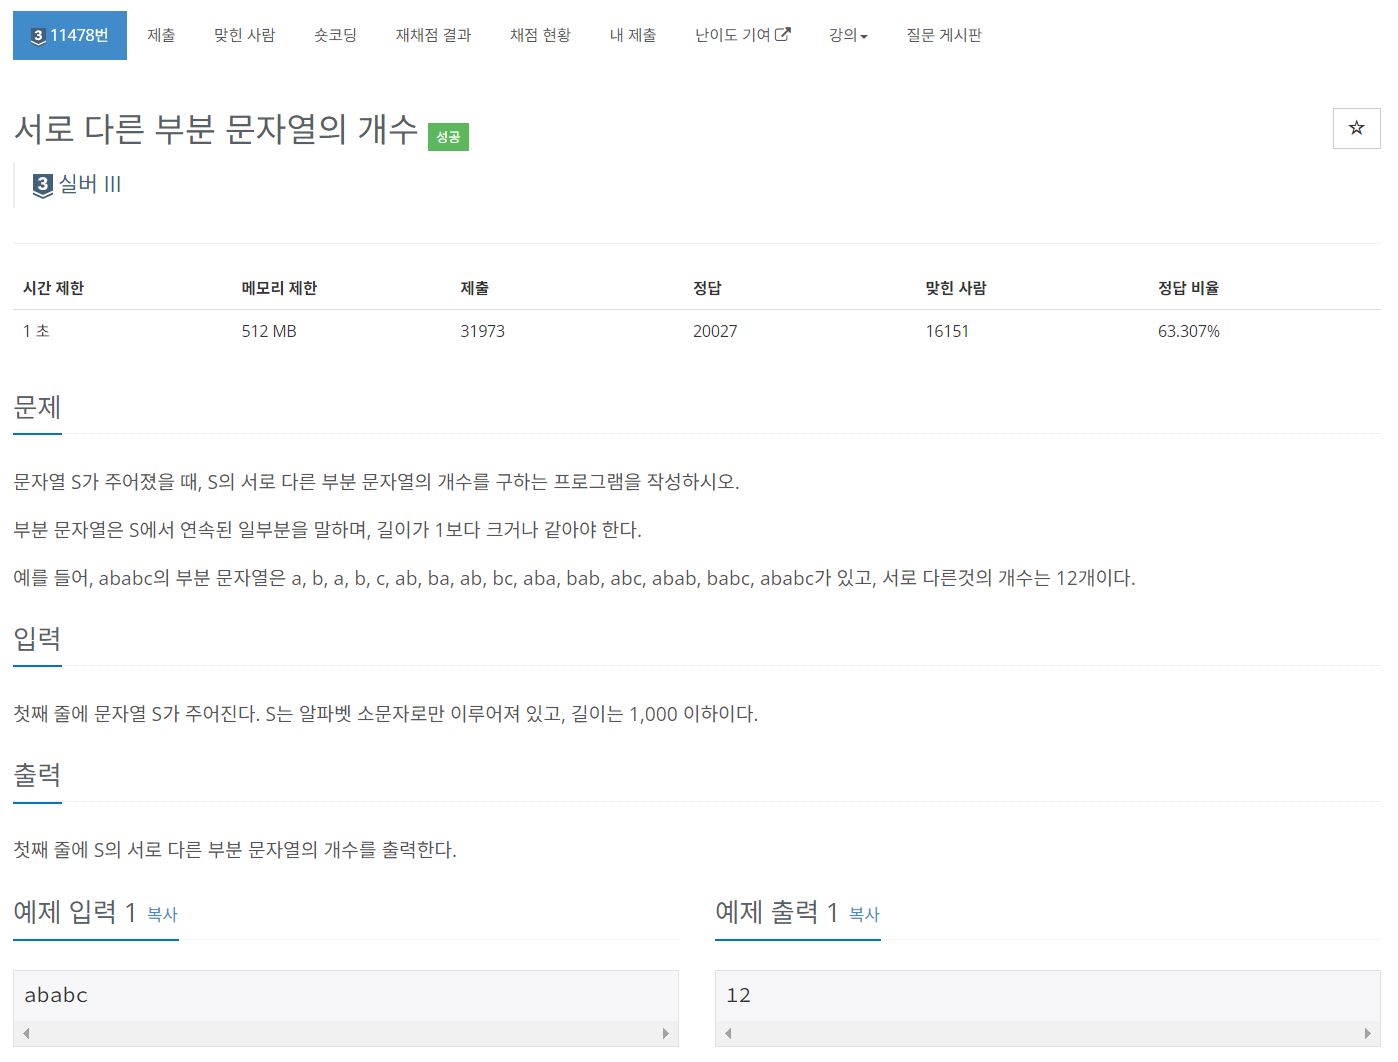 3 11478번 제출 맞힌 사람 숏코딩 재채점 결과 채점 현황 내 제출 난이도 기여 강의 질문 게시판
서로 다른 부분 문자열의 개수 성공
3 실버 III
시간 제한 메모리 제한 제출 정답 맞힌 사람 정답 비율
1 초 512 MB 31973 20027 16151 63.307%
문제
문자열 S가 주어졌을 때, S의 서로 다른 부분 문자열의 개수를 구하는 프로그램을 작성하시오.
부분 문자열은 S에서 연속된 일부분을 말하며, 길이가 1보다 크거나 같아야 한다.
예를 들어, ababc의 부분 문자열은 a, b, a, b, c, ab, ba, ab, bc, aba, bab, abc, abab, babc, ababc가 있고, 서로 다른것의 개수는 12개이다.
입력
첫째 줄에 문자열 S가 주어진다. S는 알파벳 소문자로만 이루어져 있고, 길이는 1,000 이하이다.
출력
첫째 줄에 S의 서로 다른 부분 문자열의 개수를 출력한다.
예제 입력 1 복사
ababc
예제 출력 1 복사
12